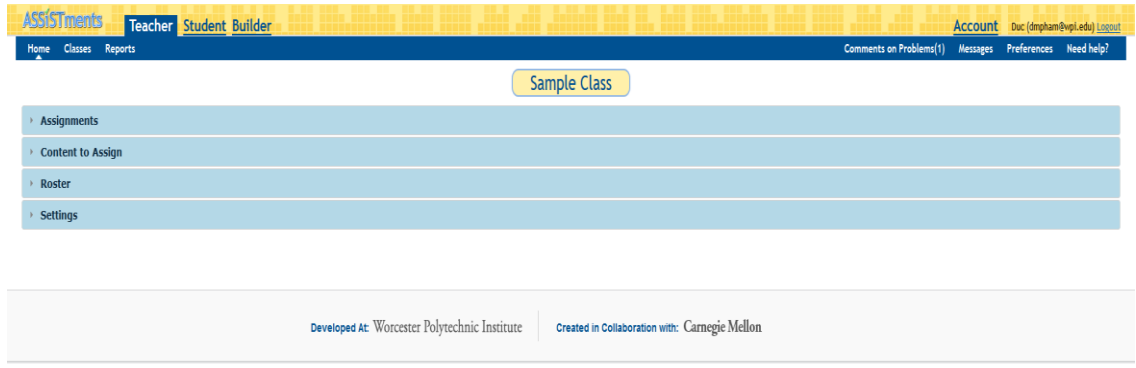 ASSiSTments Teacher Student Builder Account Duc (dmpham@wpi.edu) Logout
Home Classes Reports Comments on Problems(1) Messages Preferences Need help?
Sample Class
Assignments
Content to Assign
Roster
Settings
Developed At: Worcester Polytechnic Institute Created in Collaboration with: Carnegie Mellon